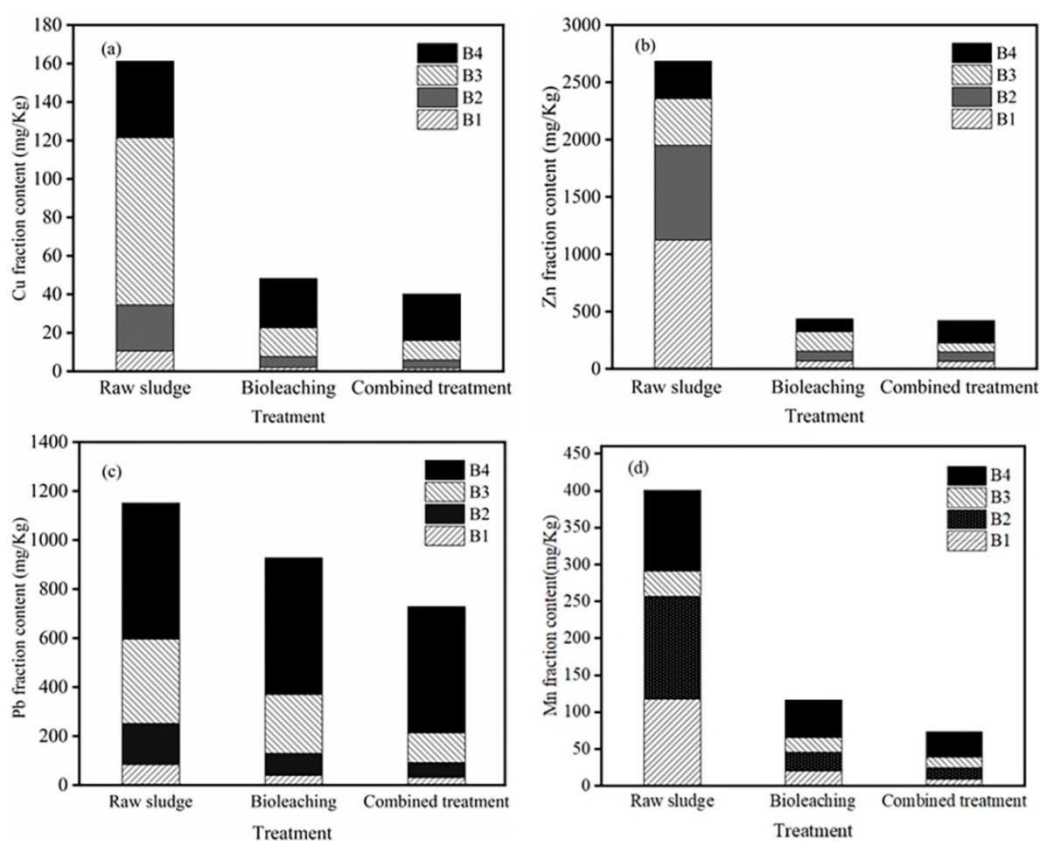 (a)
Cu fraction content (mg/Kg)
180
160
140
120
100
80
60
40
20
0
B4
B3
B2
B1
Raw sludge Bioleaching Combined treatment
Treatment
(b)
Zn fraction content (mg/Kg)
3000
2500
2000
1500
1000
500
0
B4
B3
B2
B1
Raw sludge Bioleaching Combined treatment
Treatment
(c)
Pb fraction content (mg/Kg)
1400
1200
1000
800
600
400
200
0
B4
B3
B2
B1
Raw sludge Bioleaching Combined treatment
Treatment
(d)
Mn fraction content(mg/Kg)
450
400
350
300
250
200
150
100
50
0
B4
B3
B2
B1
Raw sludge Bioleaching Combined treatment
Treatment